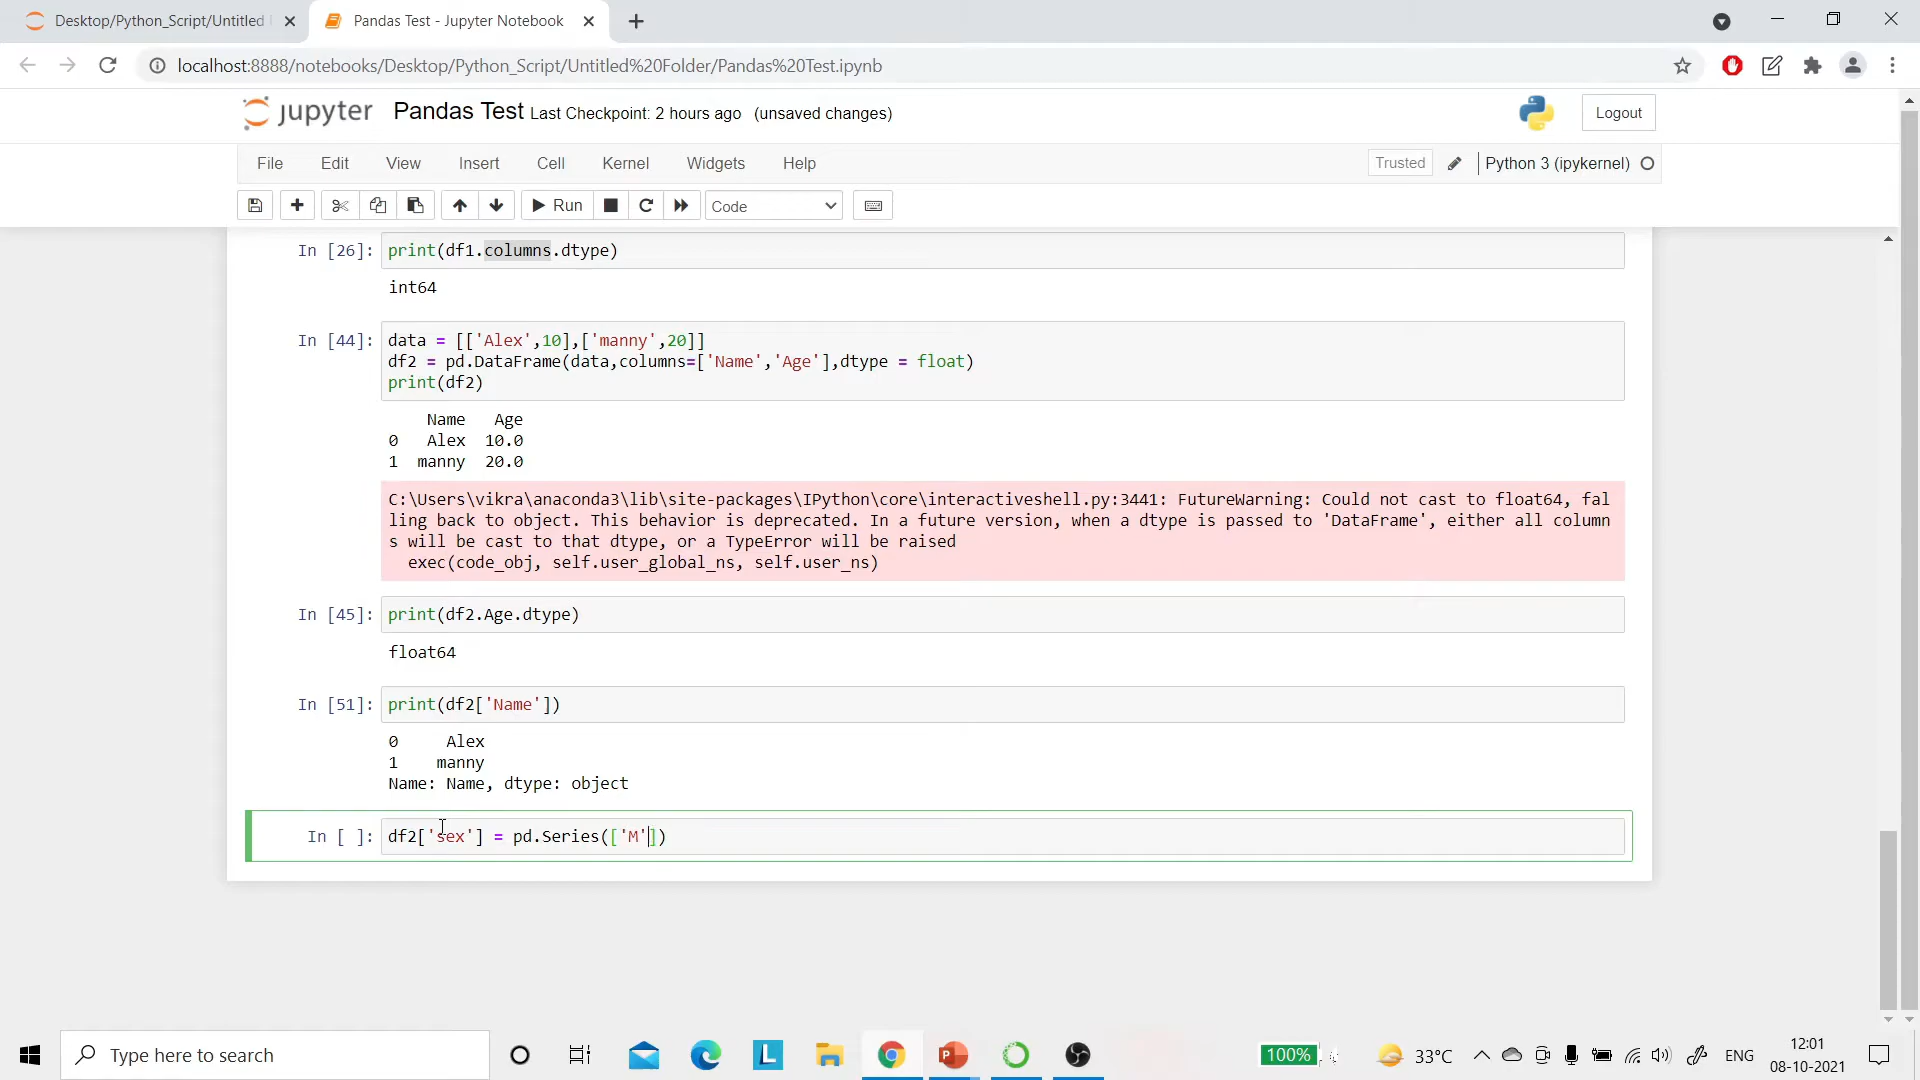 Desktop/Python_Script/Untitled
Pandas Test - Jupyter Notebook
localhost:8888/notebooks/Desktop/Python_Script/Untitled%20Folder/Pandas%20Test.ipynb
jupyter Pandas Test Last Checkpoint: 2 hours ago (unsaved changes)
Logout
File Edit View Insert Cell Kernel Widgets Help
Trusted Python 3 (ipykernel)
Run Code
In [26]: print(df1.columns.dtype)
int64
In [44]: data = [['Alex',10],['manny',20]]
df2 = pd.DataFrame(data,columns=['Name','Age'],dtype = float)
print(df2)
Name Age
0 Alex 10.0
1 manny 20.0
C:\Users\vikra\anaconda3\lib\site-packages\IPython\core\interactiveshell.py:3441: FutureWarning: Could not cast to float64, fal
ling back to object. This behavior is deprecated. In a future version, when a dtype is passed to 'DataFrame', either all column
s will be cast to that dtype, or a TypeError will be raised
exec(code_obj, self.user_global_ns, self.user_ns)
In [45]: print(df2.Age.dtype)
float64
In [51]: print(df2['Name'])
0 Alex
1 manny
Name: Name, dtype: object
In [ ]: df2['sex'] = pd.Series(['M'])
Type here to search
L
100%
33°C
ENG
12:01
08-10-2021